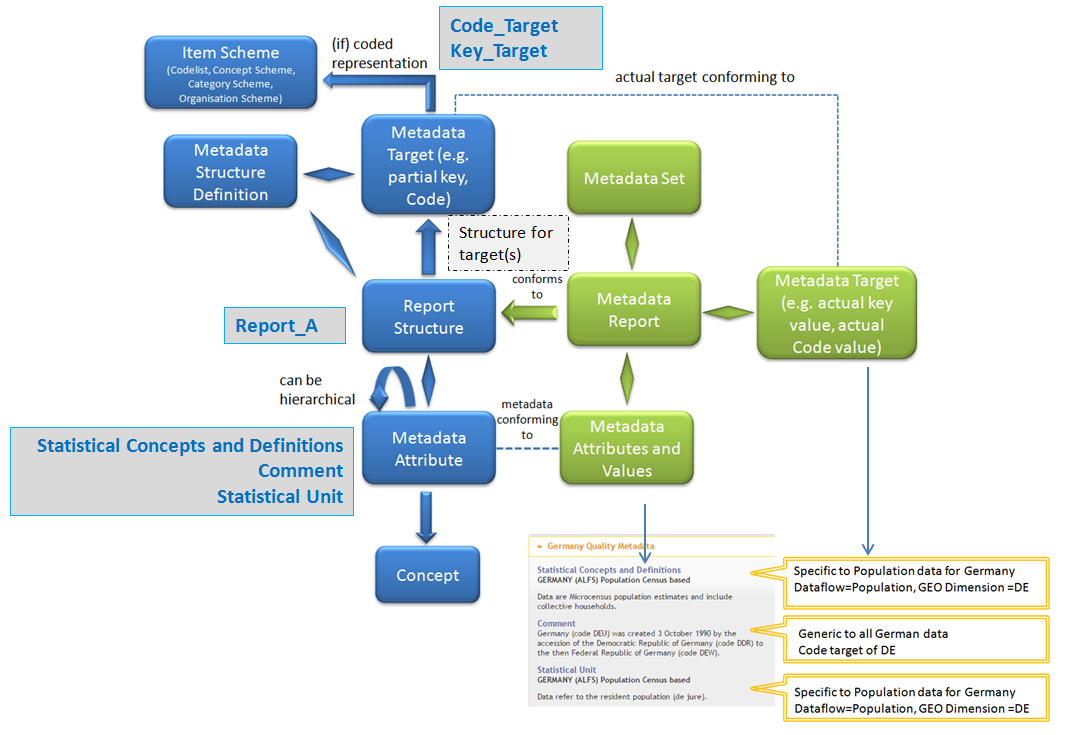 Code_Target
Key_Target
Item Scheme
(Codelist, Concept Scheme,
Category Scheme,
Organisation Scheme)
(if) coded
representation
actual target conforming to
Metadata
Structure
Definition
Metadata
Target (e.g.
partial key,
Code)
Metadata Set
Structure for
target(s)
conforms
to
Report
Structure
Metadata
Report
Metadata Target
(e.g. actual key
value, actual
Code value)
Report_A
can be
hierarchical
metadata
conforming
to
Statistical Concepts and Definitions
Comment
Statistical Unit
Metadata
Attribute
Metadata
Attributes and
Values
Concept
Germany Quality Metadata
Statistical Concepts and Definitions
GERMANY (ALFS) Population Census based
Data are Microcensus population estimates and include
collective households.
Comment
Germany (code DEU) was created 3 October 1990 by the
accession of the Democratic Republic of Germany (code DDR) to
the then Federal Republic of Germany (code DEW).
Statistical Unit
GERMANY (ALFS) Population Census based
Data refer to the resident population (de jure).
Specific to Population data for Germany
Dataflow=Population, GEO Dimension =DE
Generic to all German data
Code target of DE
Specific to Population data for Germany
Dataflow=Population, GEO Dimension =DE